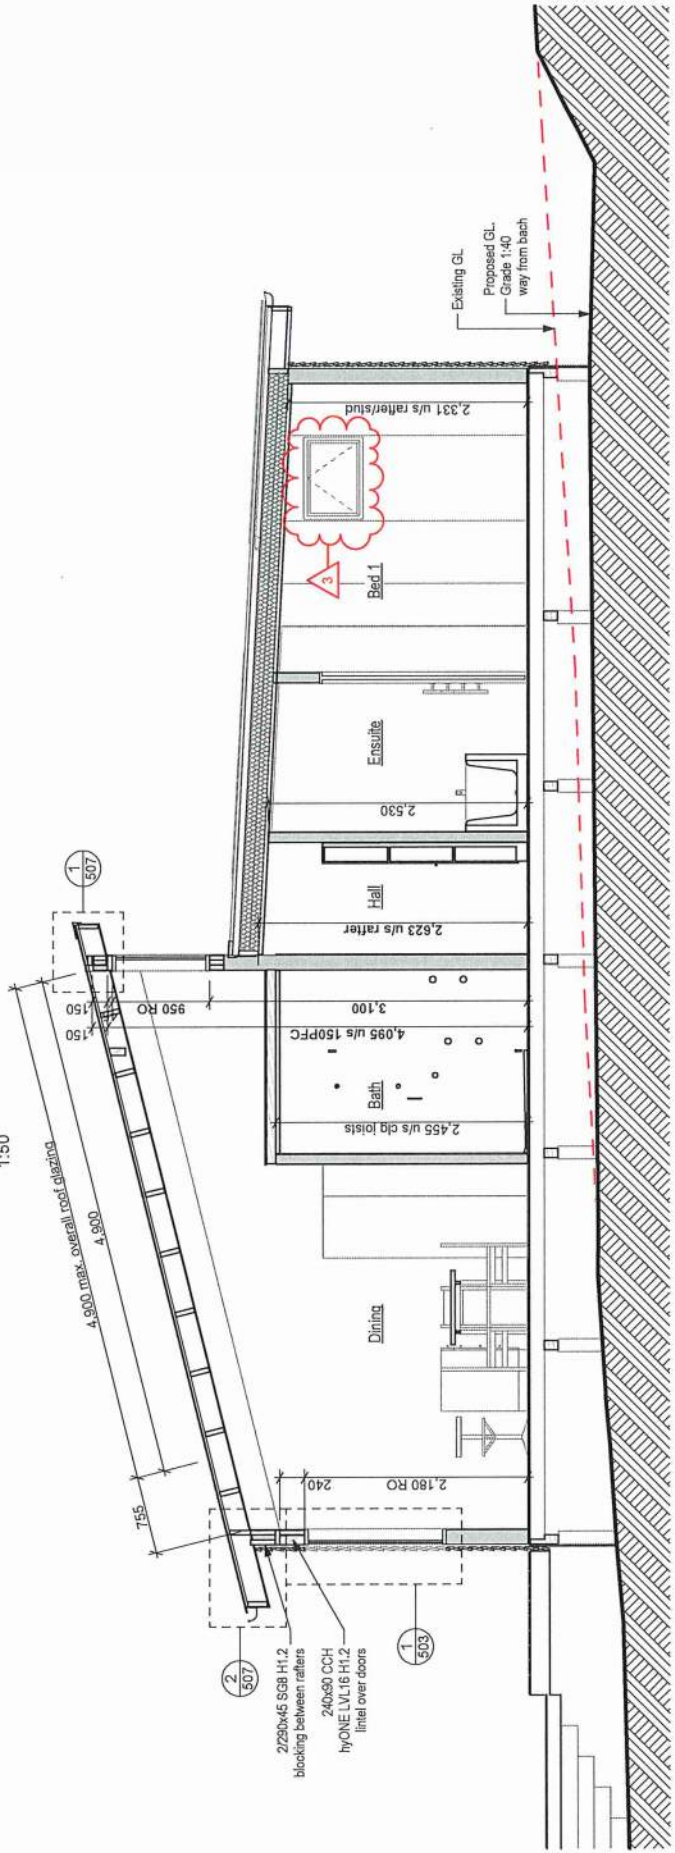 1:50
4,900 max. overall roof glazing
4,900
755
150
150
950 RO
3,100
4,095 u/s 150PFC
2,455 u/s clg joists
2,623 u/s rafter
2,530
2,331 u/s rafter/stud
240
2,180 RO
1
507
2
507
1
503
3
2/290x45 SG8 H1.2
blocking between rafters
240x90 CCH
hyONE LVL16 H1.2
lintel over doors
Dining
Bath
Hall
Ensuite
Bed 1
Existing GL
Proposed GL.
Grade 1:40
way from bach